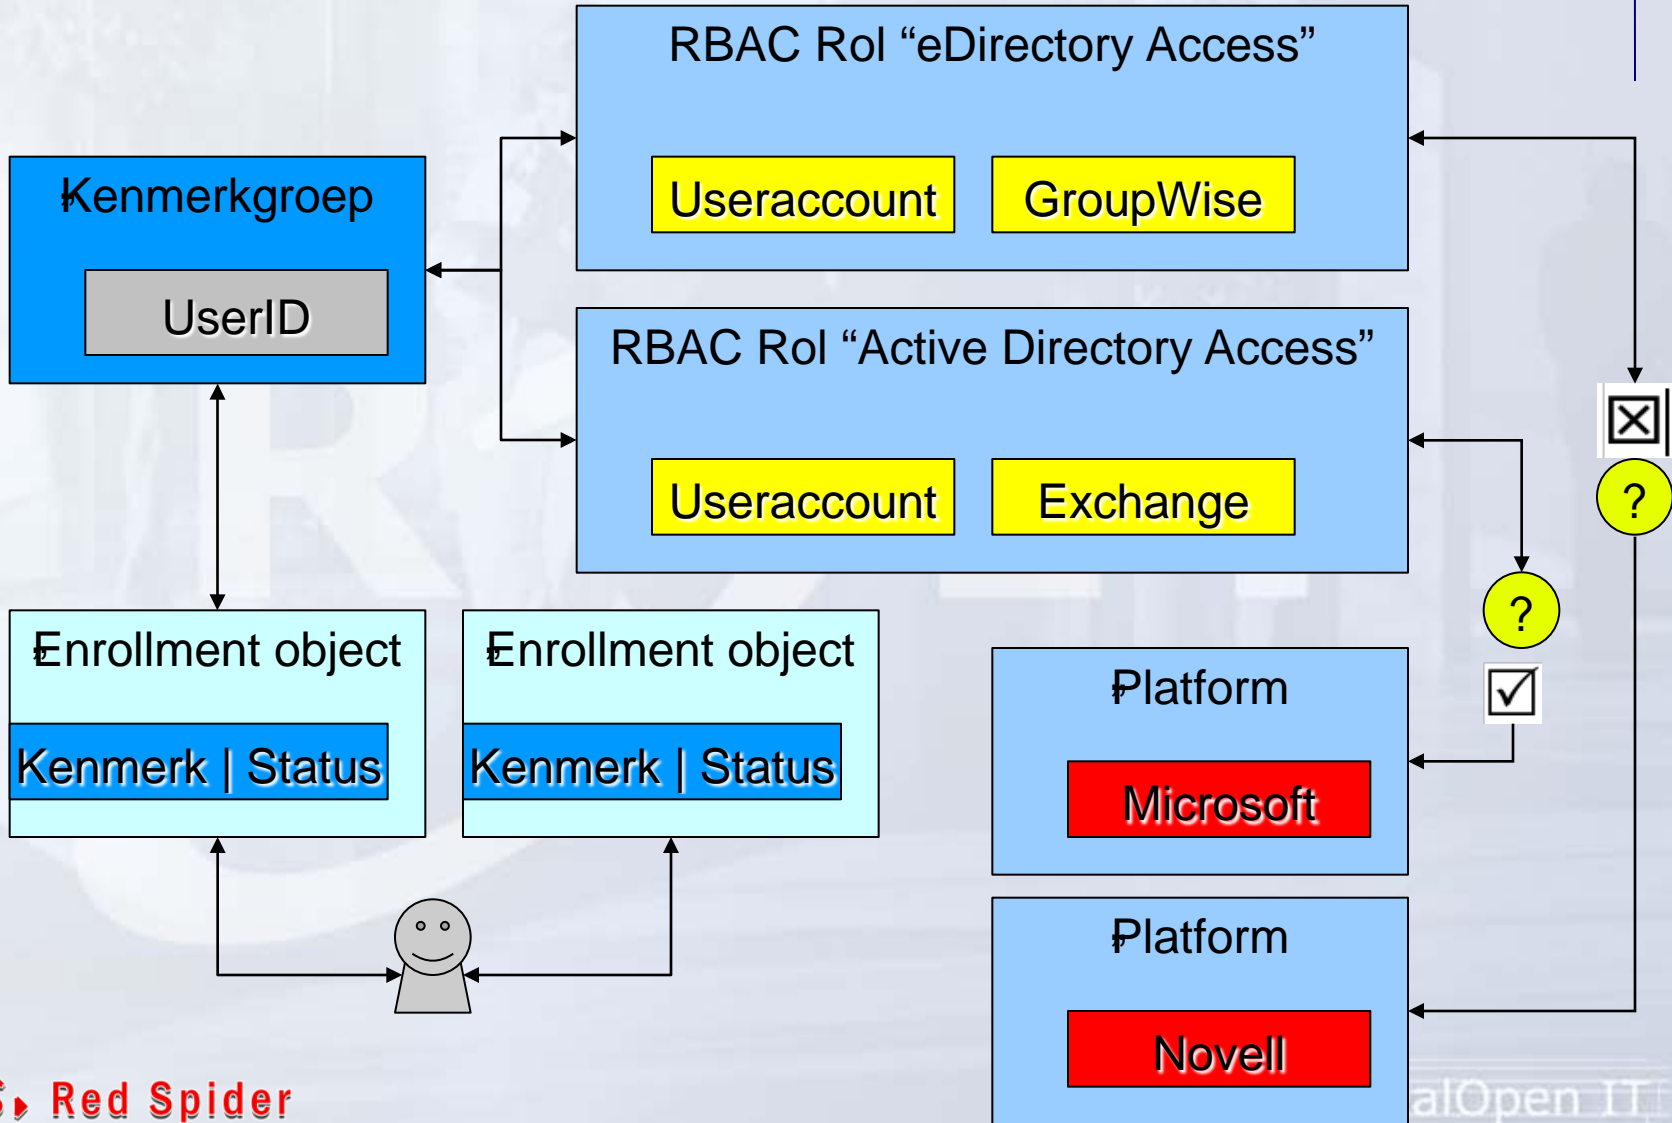 RBAC Rol “eDirectory Access”
Useraccount
GroupWise
Kenmerkgroep
UserID
RBAC Rol “Active Directory Access”
Useraccount
Exchange
?
?
Enrollment object
Kenmerk | Status
Enrollment object
Kenmerk | Status
Platform
Microsoft
Platform
Novell
Red Spider
alOpen IT